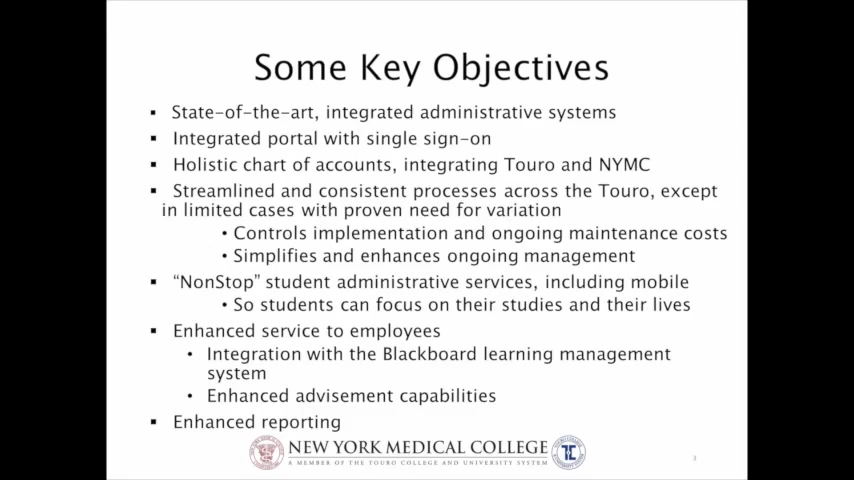 Some Key Objectives
▪ State-of-the-art, integrated administrative systems
▪ Integrated portal with single sign-on
▪ Holistic chart of accounts, integrating Touro and NYMC
▪ Streamlined and consistent processes across the Touro, except
in limited cases with proven need for variation
• Controls implementation and ongoing maintenance costs
• Simplifies and enhances ongoing management
▪ “NonStop” student administrative services, including mobile
• So students can focus on their studies and their lives
▪ Enhanced service to employees
• Integration with the Blackboard learning management
system
• Enhanced advisement capabilities
▪ Enhanced reporting
NEW YORK MEDICAL COLLEGE
A MEMBER OF THE TOURO COLLEGE AND UNIVERSITY SYSTEM
3